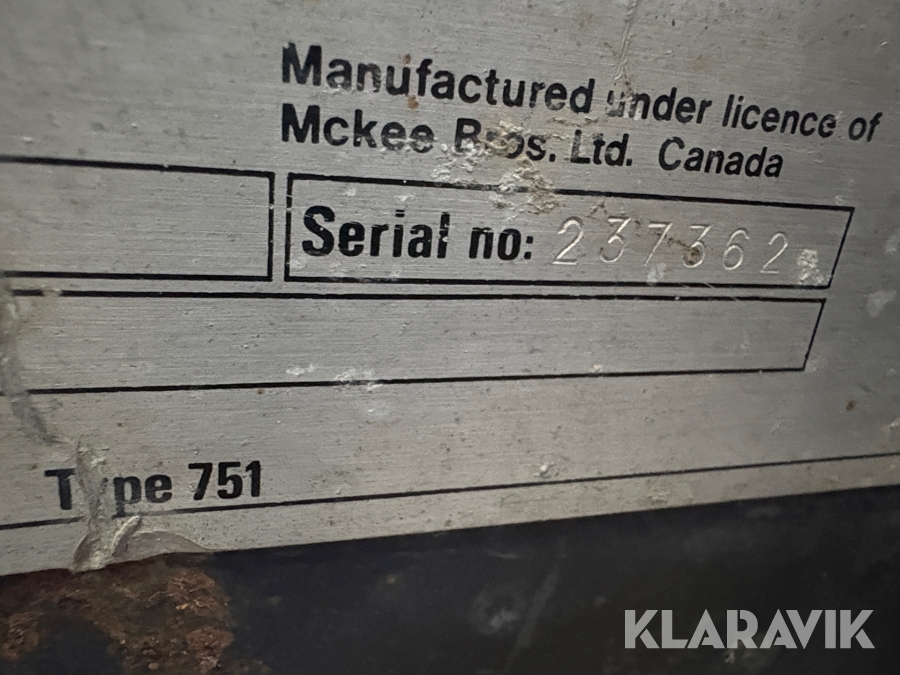 Manufactured under licence of
Mckee Bros. Ltd. Canada
Serial no: 237362
Type 751
KLARAVIK